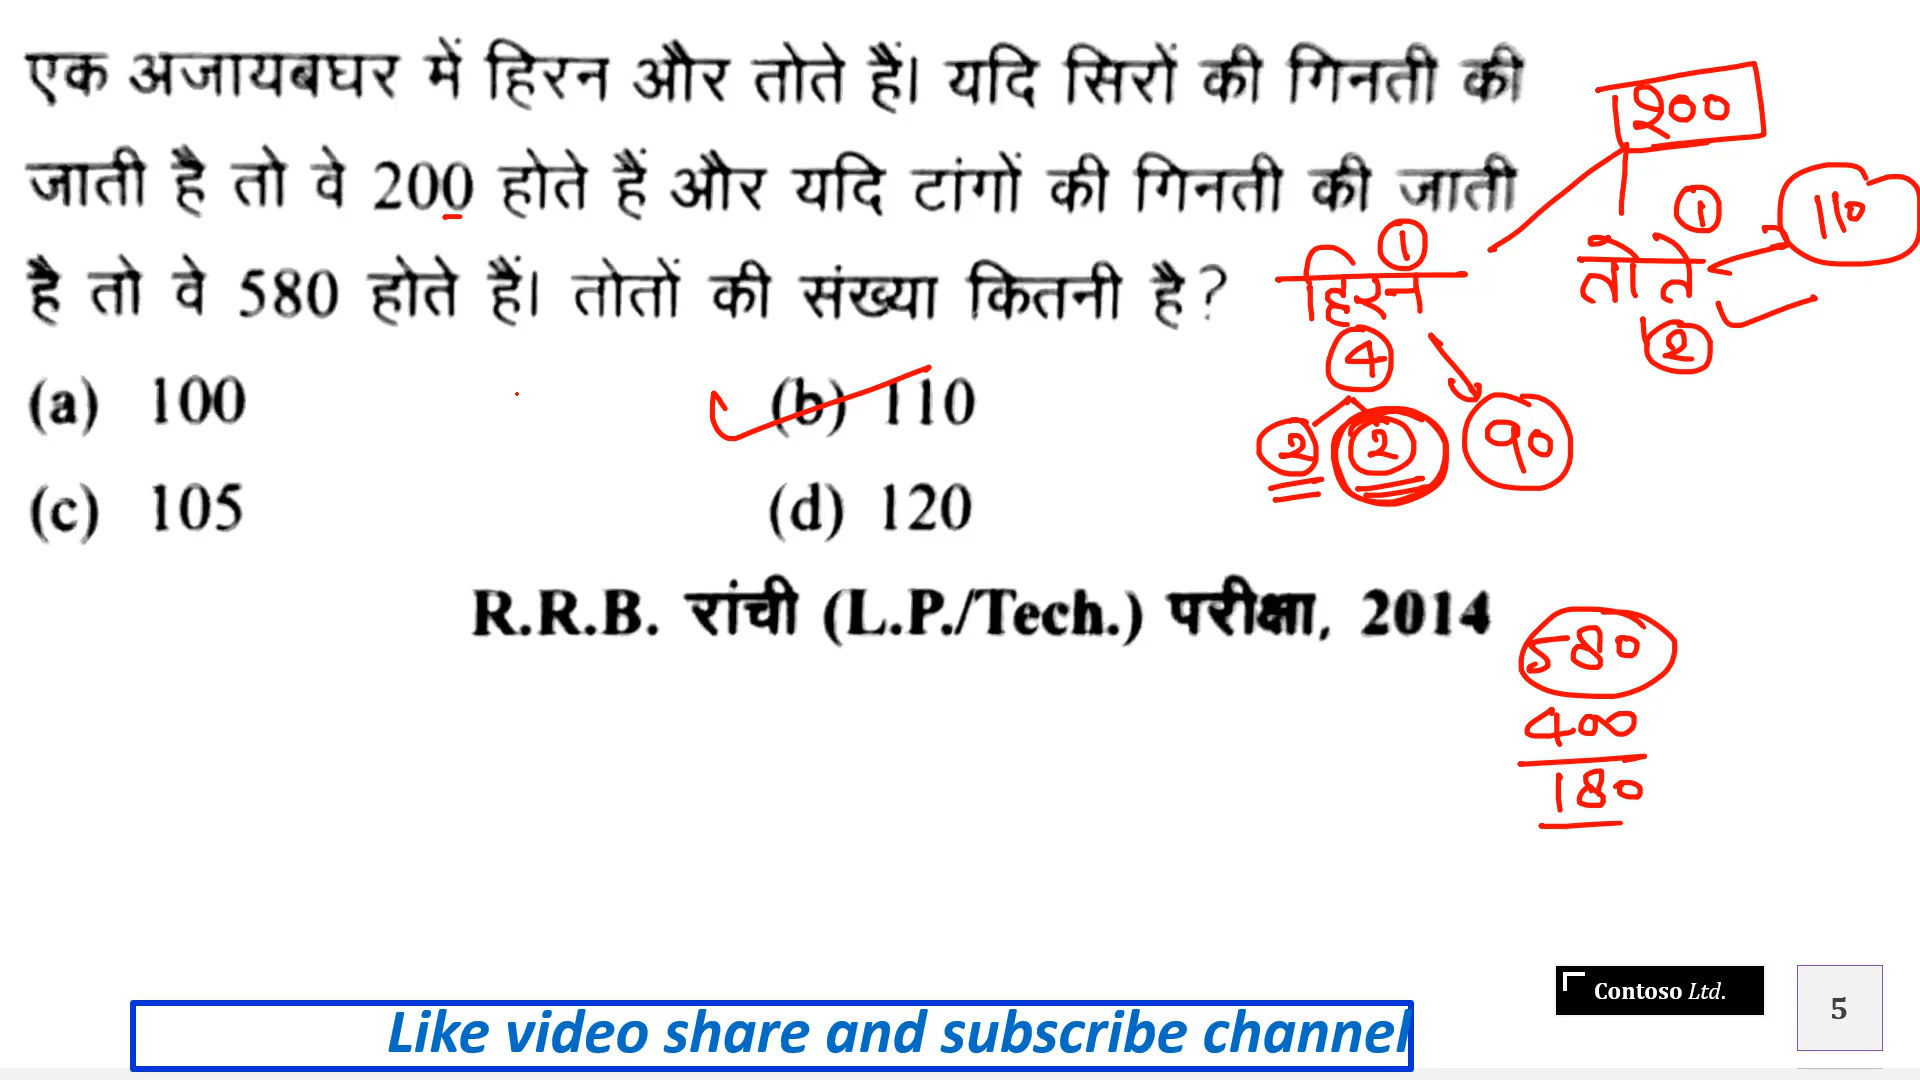 एक अजायबघर में हिरन और तोते हैं। यदि सिरों की गिनती की
जाती है तो वे 200 होते हैं और यदि टांगों की गिनती की जाती
है तो वे 580 होते हैं। तोतों की संख्या कितनी है?
(a) 100 (b) 110
(c) 105 (d) 120
R.R.B. रांची (L.P./Tech.) परीक्षा, 2014
200
1 1 110
हिरन तोते
4 2
2 2 90
580
400
180
Contoso Ltd.
5
Like video share and subscribe channel